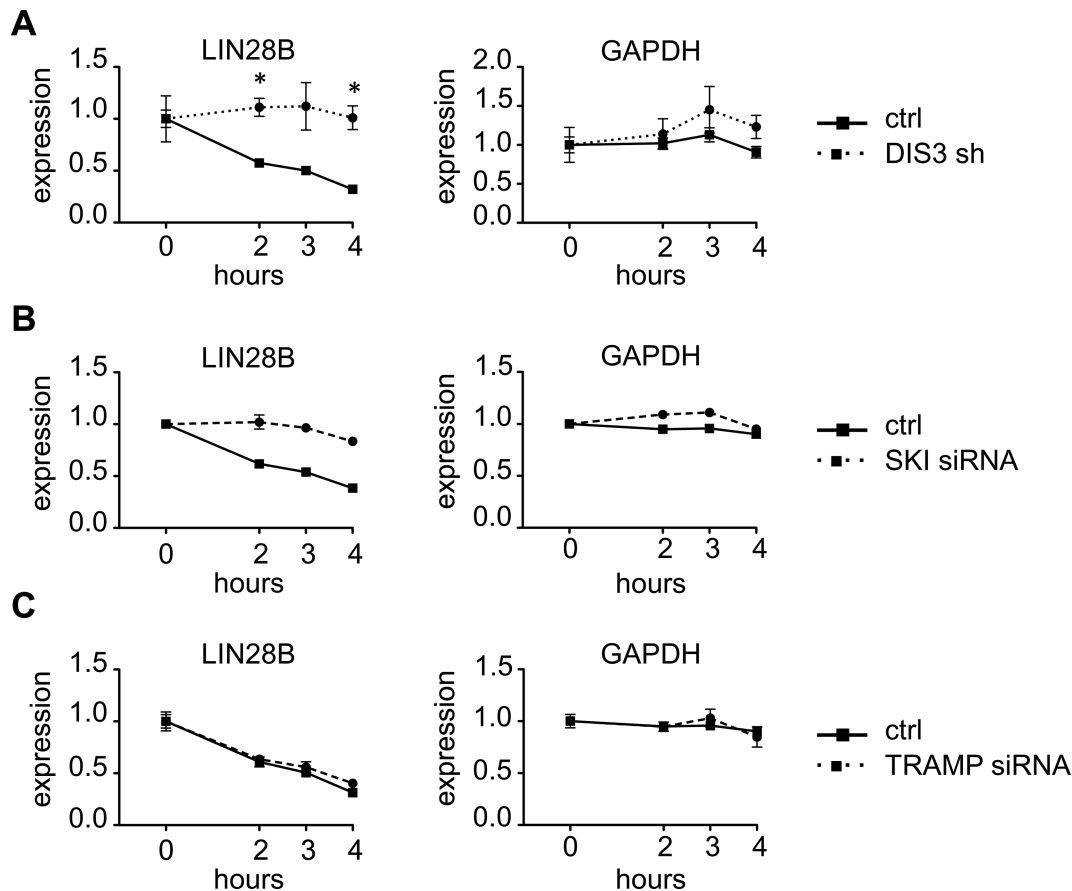 A
LIN28B
GAPDH
expression
1.5
1.0
0.5
0.0
*
*
0 2 3 4
hours
expression
2.0
1.5
1.0
0.5
0.0
0 2 3 4
hours
ctrl
DIS3 sh
B
LIN28B
GAPDH
expression
1.5
1.0
0.5
0.0
0 2 3 4
hours
expression
1.5
1.0
0.5
0.0
0 2 3 4
hours
ctrl
SKI siRNA
C
LIN28B
GAPDH
expression
1.5
1.0
0.5
0.0
0 2 3 4
hours
expression
1.5
1.0
0.5
0.0
0 2 3 4
hours
ctrl
TRAMP siRNA